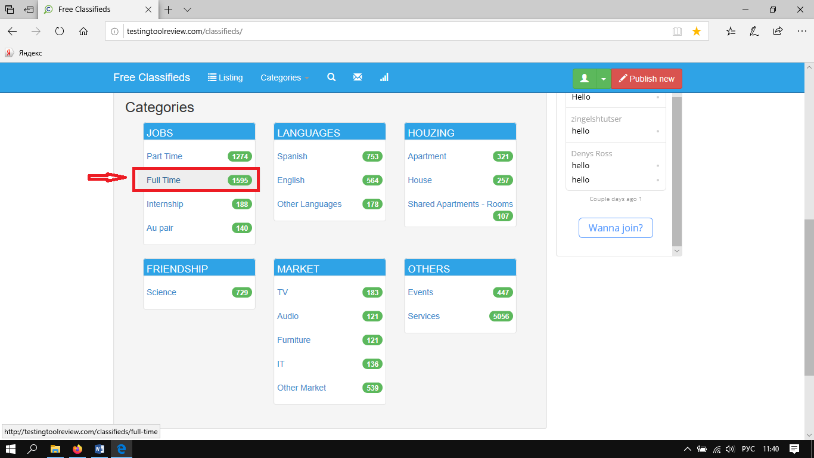 Free Classifieds
testingtoolreview.com/classifieds/
Яндекс
Free Classifieds Listing Categories Publish new
Categories
JOBS
Part Time 1274
Full Time 1595
Internship 188
Au pair 140
LANGUAGES
Spanish 753
English 564
Other Languages 178
HOUZING
Apartment 321
House 257
Shared Apartments - Rooms
107
FRIENDSHIP
Science 729
MARKET
TV 183
Audio 121
Furniture 121
IT 136
Other Market 539
OTHERS
Events 447
Services 5056
Hello
zingelshtutser
hello
Denys Ross
hello
hello
Couple days ago 1
Wanna join?
http://testingtoolreview.com/classifieds/full-time
РУС 11:40